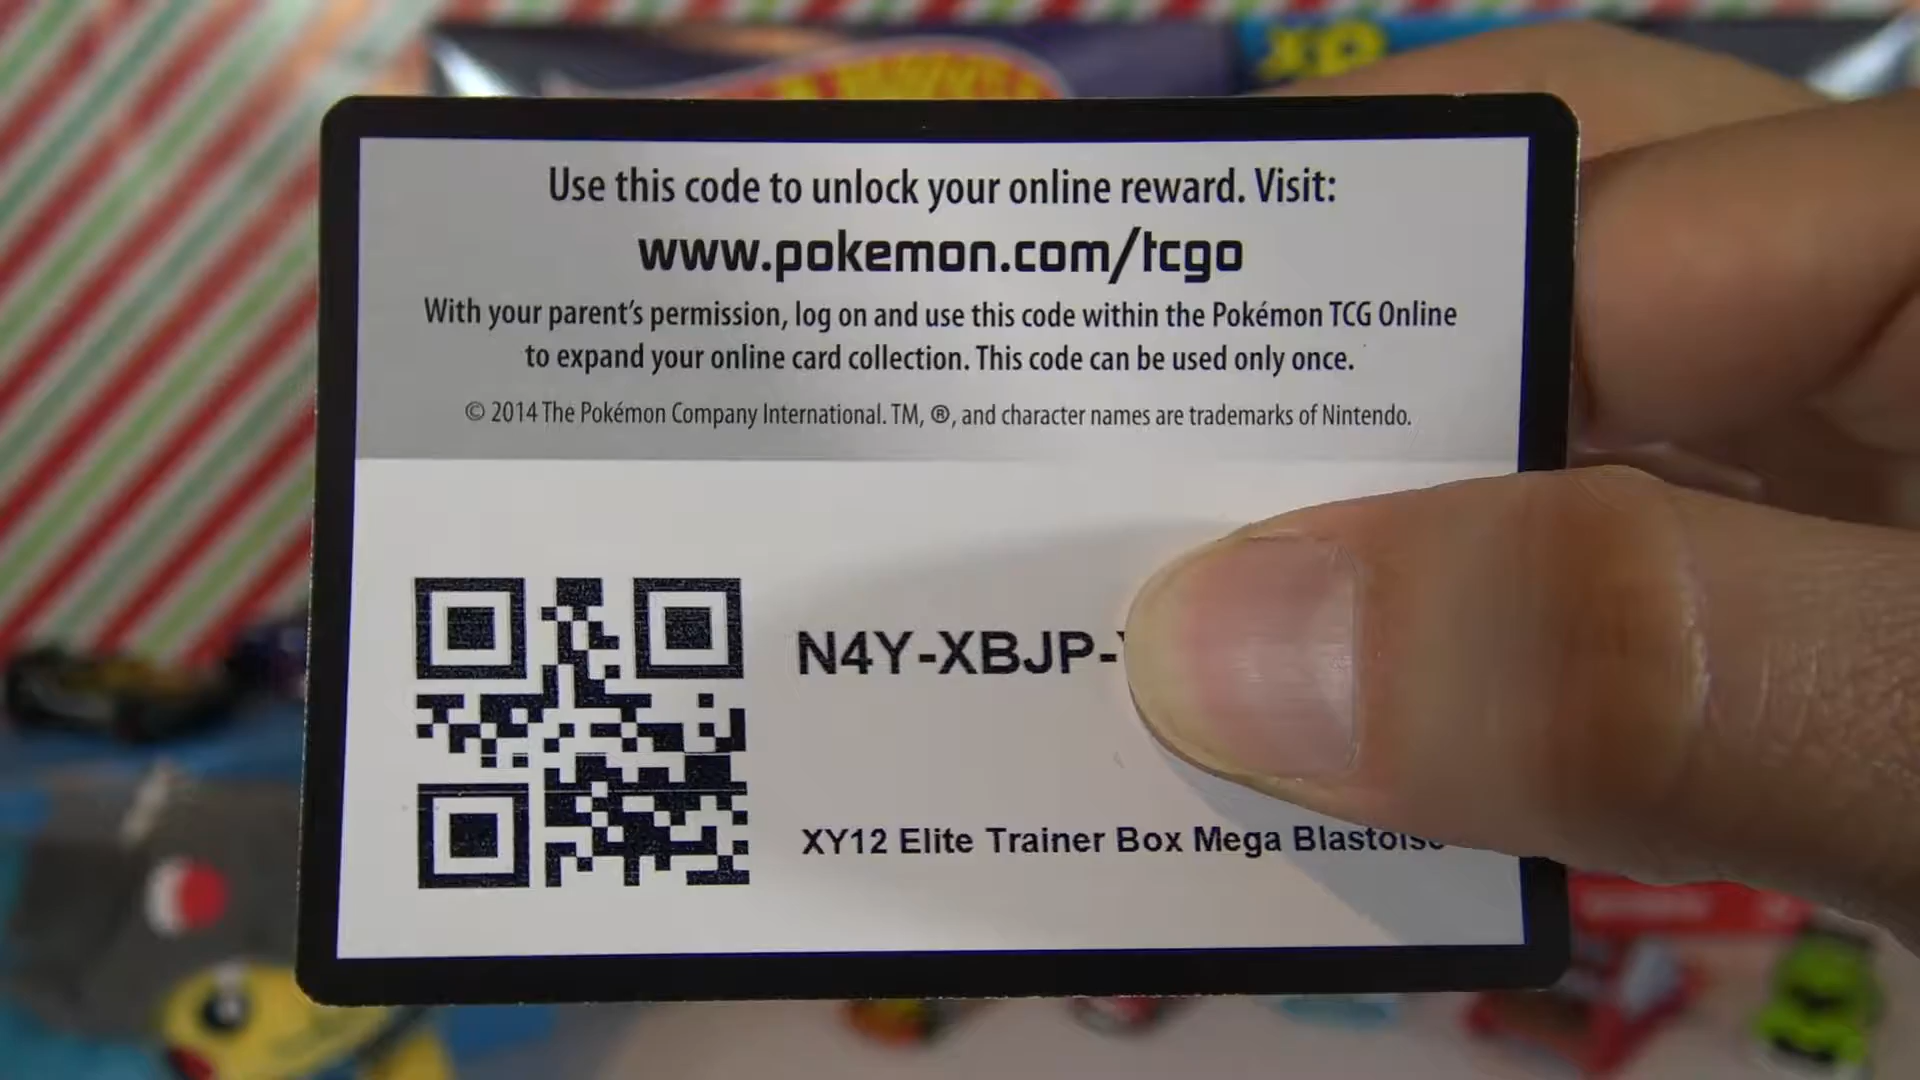 Use this code to unlock your online reward. Visit:
www.pokemon.com/tcgo
With your parent's permission, log on and use this code within the Pokémon TCG Online
to expand your online card collection. This code can be used only once.
© 2014 The Pokémon Company International. TM, ®, and character names are trademarks of Nintendo.
N4Y-XBJP-
XY12 Elite Trainer Box Mega Blastoise